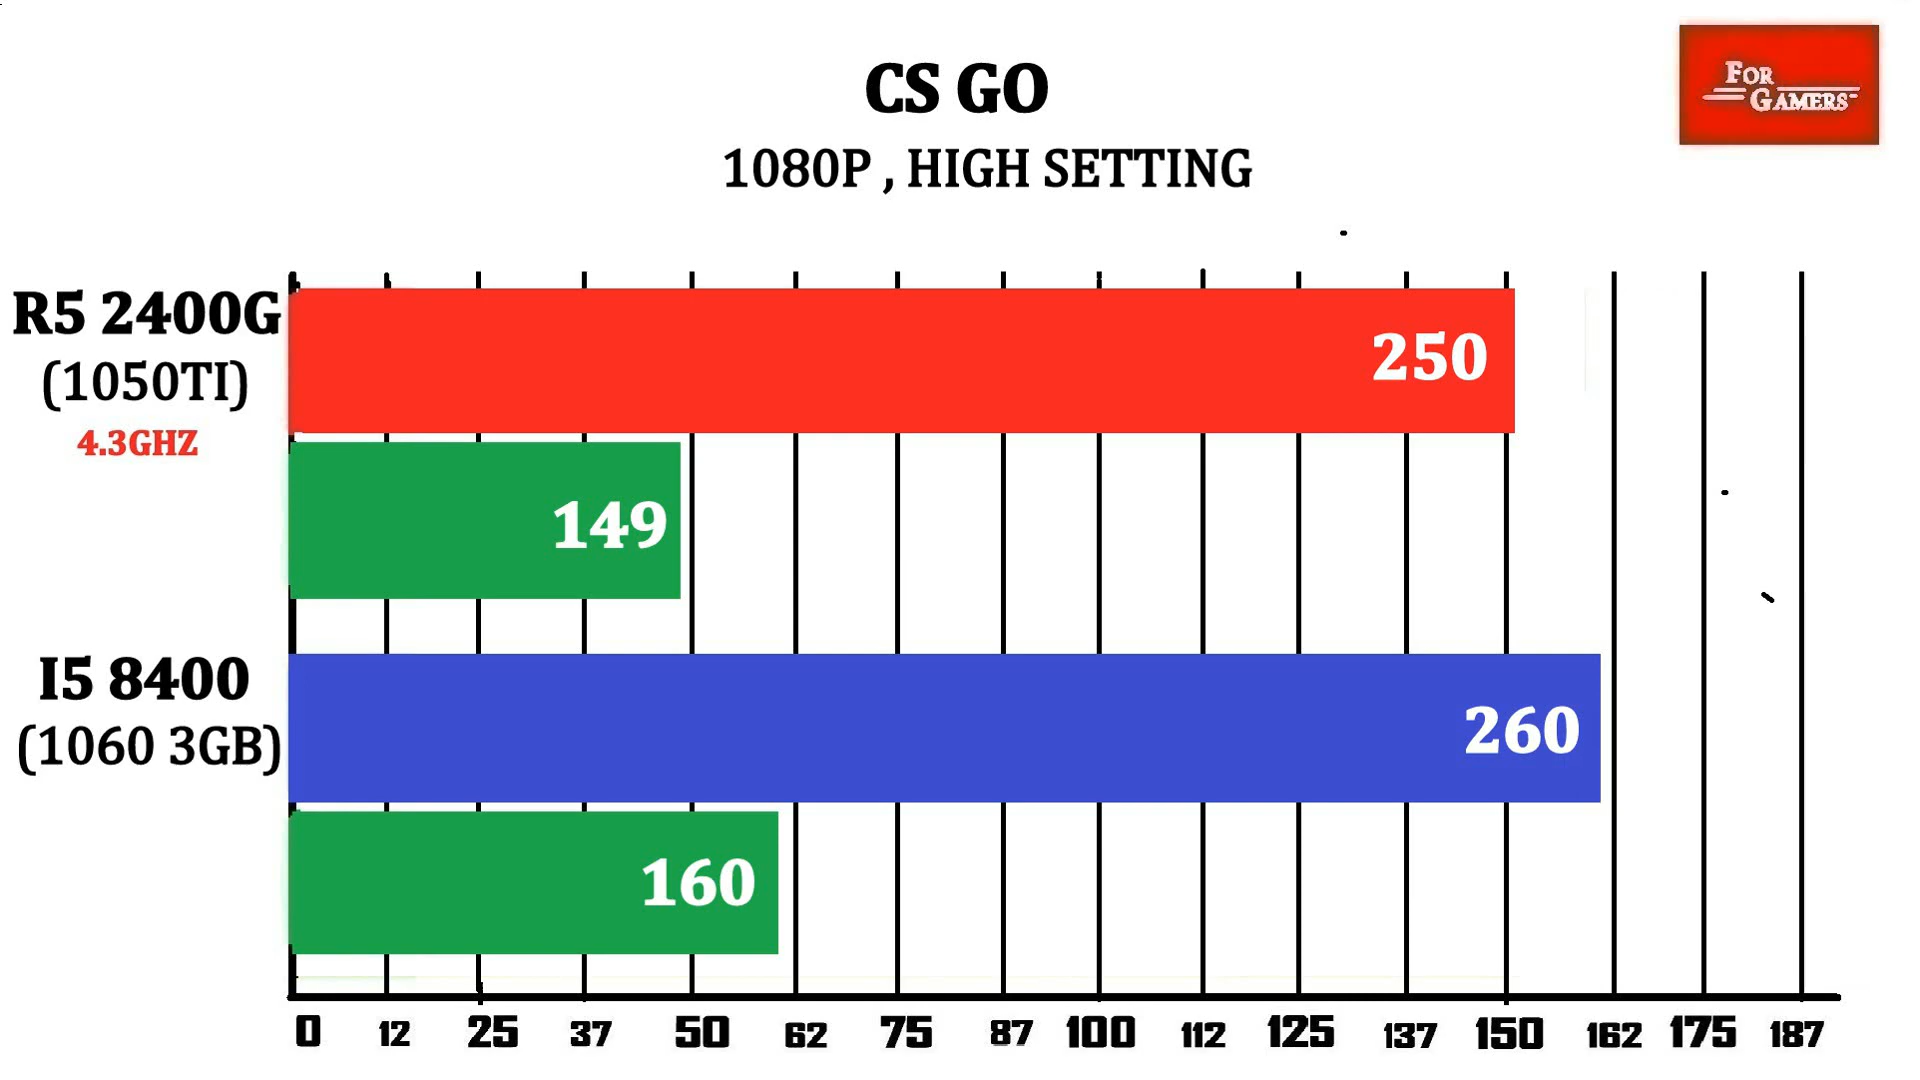 CS GO
1080P , HIGH SETTING
FOR
GAMERS
R5 2400G
(1050TI)
4.3GHZ
250
149
I5 8400
(1060 3GB)
260
160
0 12 25 37 50 62 75 87 100 112 125 137 150 162 175 187